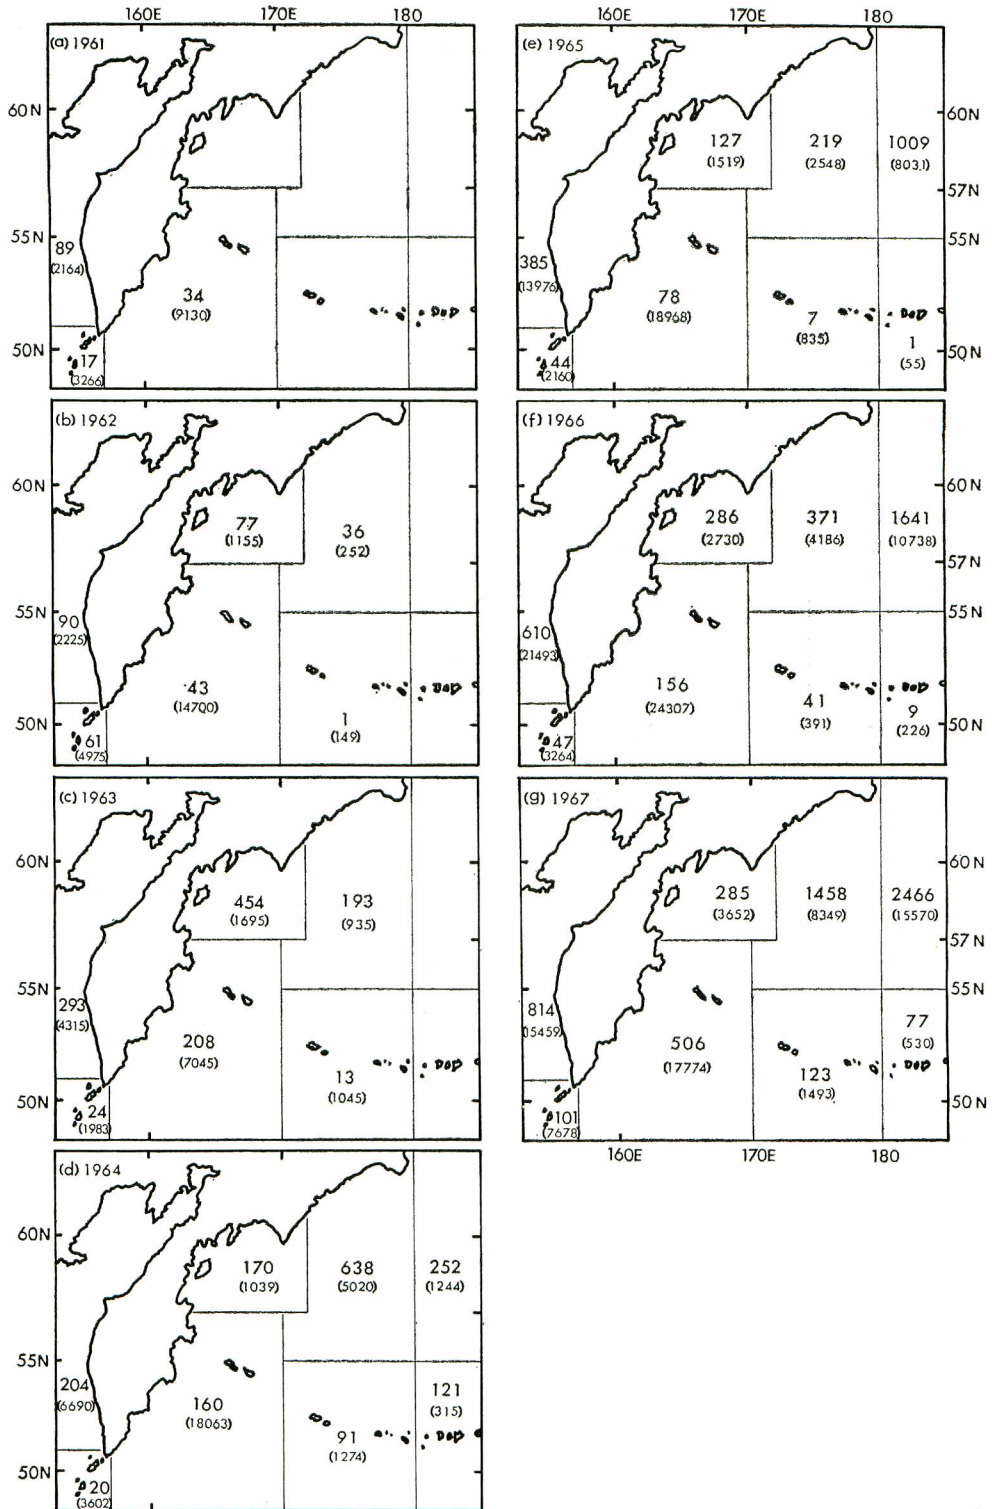 160E 170E 180
(a) 1961
60N
55N
50N
89
(2164)
34
(9130)
17
(3266)
(b) 1962
60N
55N
50N
77
(1155)
36
(252)
90
(2225)
43
(14700)
1
(149)
61
(4975)
(c) 1963
60N
55N
50N
454
(1695)
193
(935)
293
(4315)
208
(7045)
13
(1045)
24
(1983)
(d) 1964
60N
55N
50N
170
(1039)
638
(5020)
252
(1244)
204
(6690)
160
(18063)
121
(315)
91
(1274)
20
(3602)
160E 170E 180
(e) 1965
60N
57N
55N
50N
127
(1519)
219
(2548)
1009
(8031)
385
(13976)
78
(18968)
7
(835)
1
(55)
44
(2160)
(f) 1966
60N
57N
55N
50N
286
(2730)
371
(4186)
1641
(10738)
610
(21493)
156
(24307)
41
(391)
9
(226)
47
(3264)
(g) 1967
60N
57N
55N
50N
285
(3652)
1458
(8349)
2466
(15570)
814
(15459)
506
(17774)
77
(530)
123
(1493)
101
(7678)
160E 170E 180